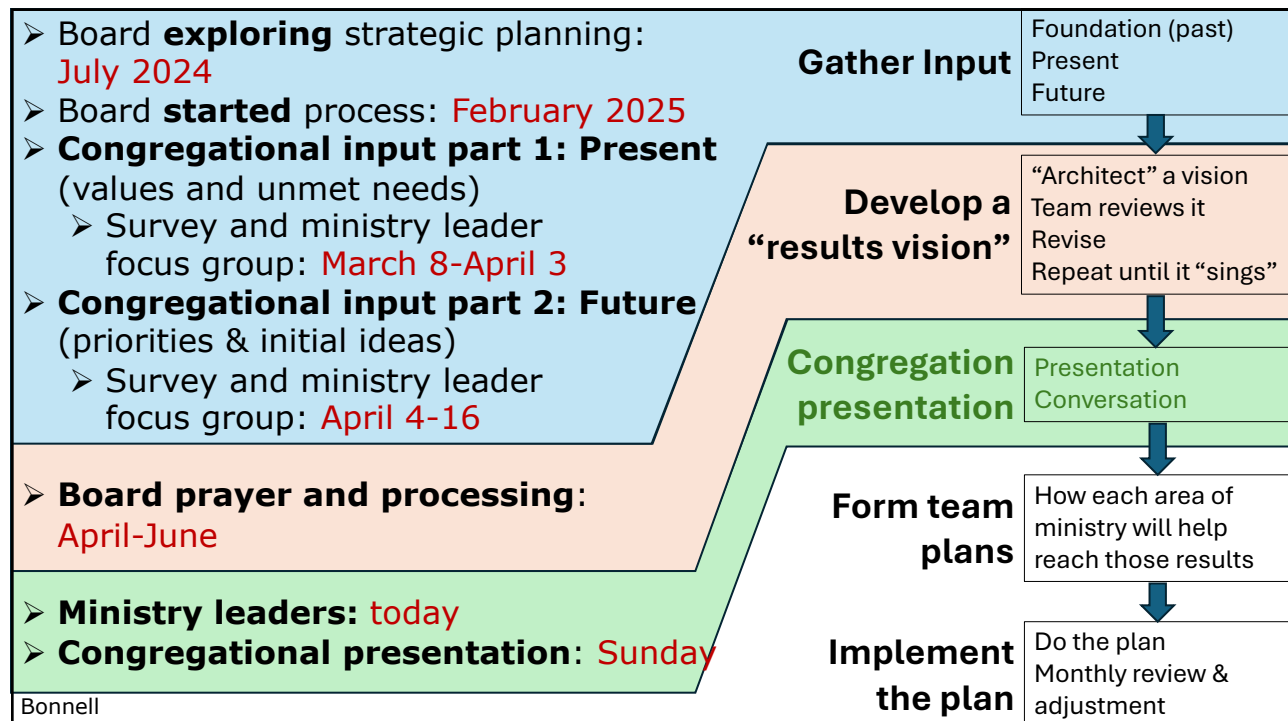 ➢ Board exploring strategic planning:
July 2024
➢ Board started process: February 2025
➢ Congregational input part 1: Present
(values and unmet needs)
➢ Survey and ministry leader
focus group: March 8-April 3
➢ Congregational input part 2: Future
(priorities & initial ideas)
➢ Survey and ministry leader
focus group: April 4-16
➢ Board prayer and processing:
April-June
➢ Ministry leaders: today
➢ Congregational presentation: Sunday
Bonnell
Gather Input
Foundation (past)
Present
Future
Develop a
“results vision”
“Architect” a vision
Team reviews it
Revise
Repeat until it “sings”
Congregation
presentation
Presentation
Conversation
Form team
plans
How each area of
ministry will help
reach those results
Implement
the plan
Do the plan
Monthly review &
adjustment